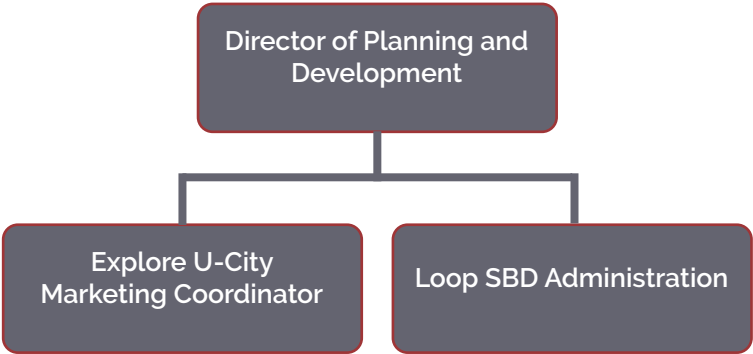 Director of Planning and
Development
Explore U-City
Marketing Coordinator
Loop SBD Administration